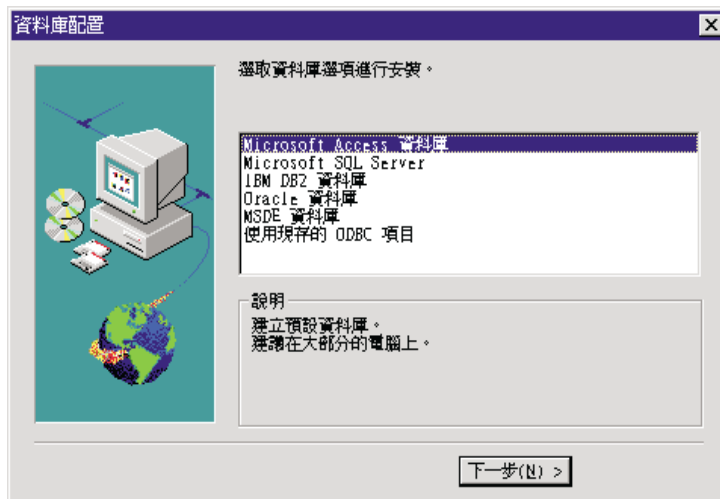 資料庫配置
選取資料庫選項進行安裝。
Microsoft Access 資料庫
Microsoft SQL Server
IBM DB2 資料庫
Oracle 資料庫
MSDE 資料庫
使用現存的 ODBC 項目
說明
建立預設資料庫。
建議在大部分的電腦上。
下一步(N) >